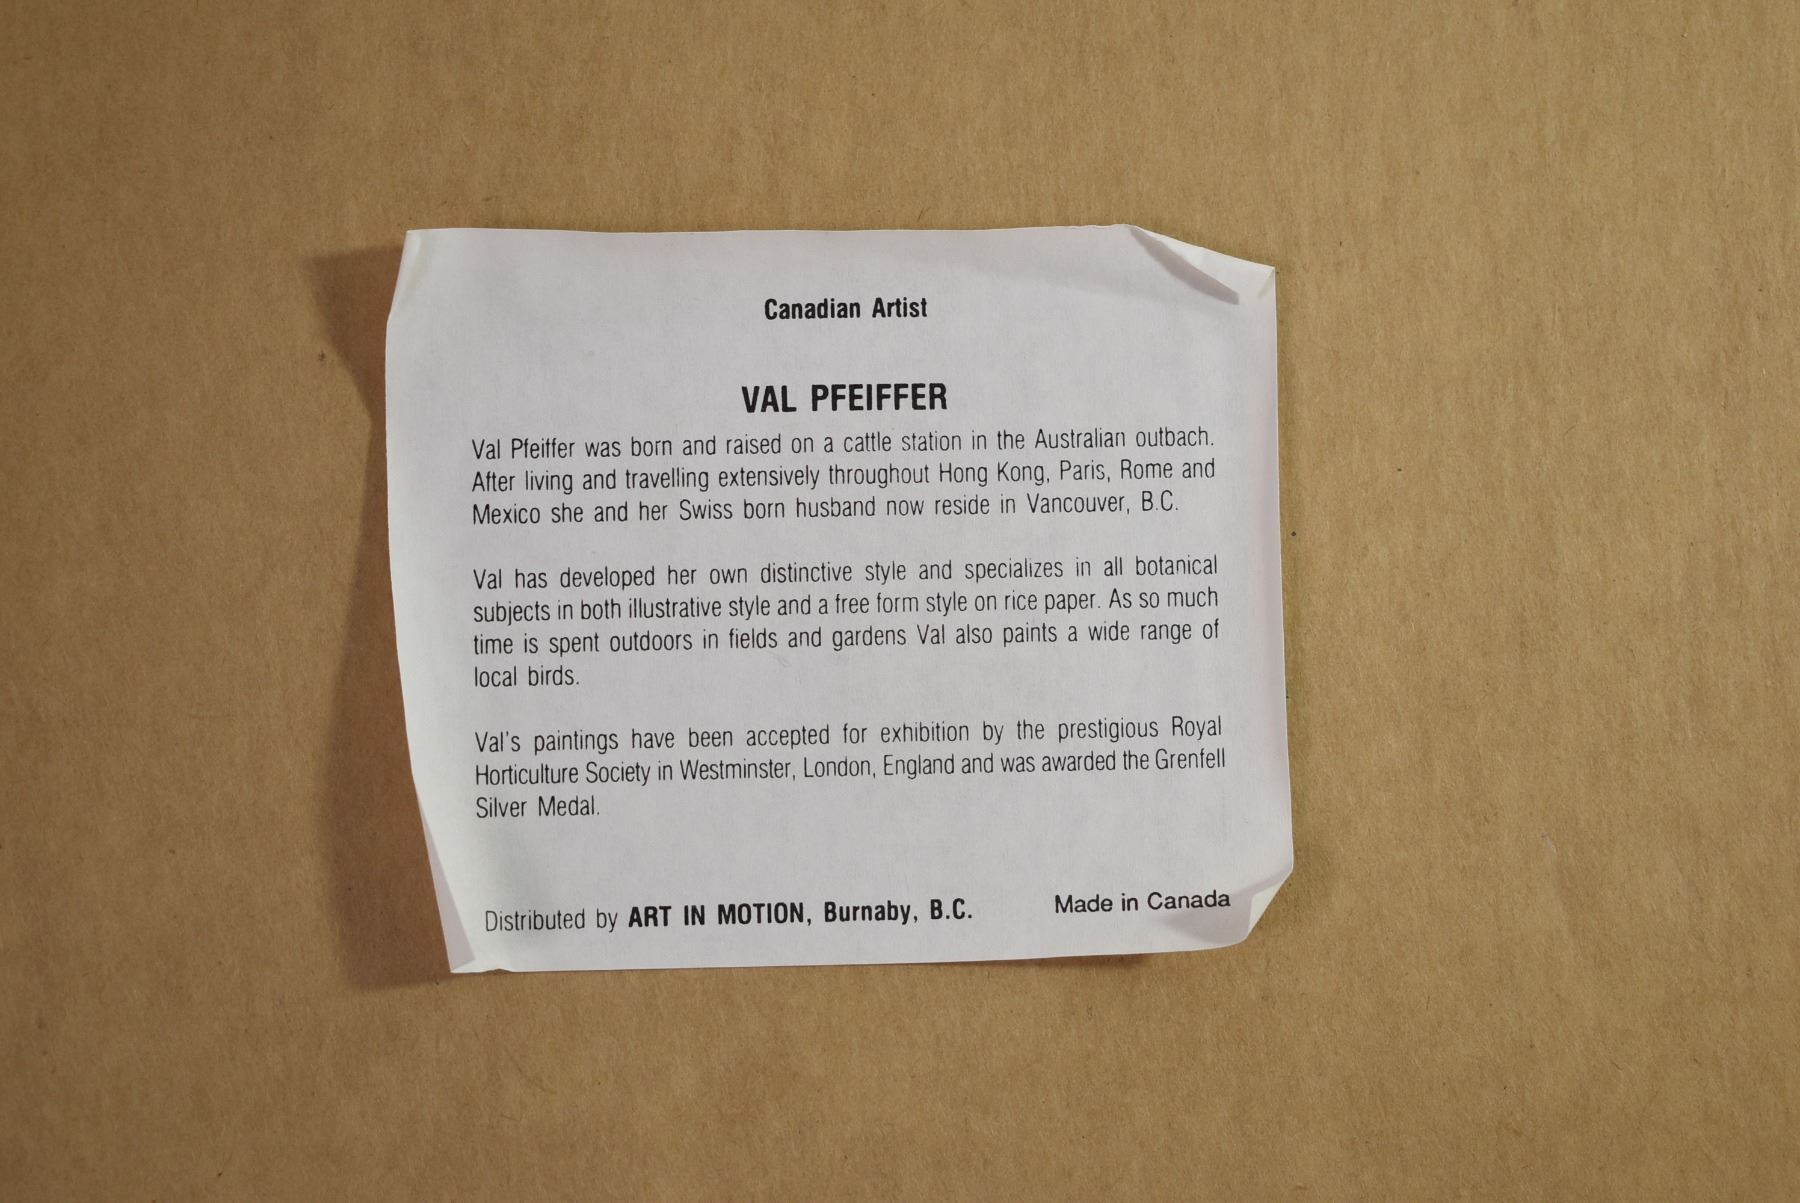 Canadian Artist
VAL PFEIFFER
Val Pfeiffer was born and raised on a cattle station in the Australian outbach.
After living and travelling extensively throughout Hong Kong, Paris, Rome and
Mexico she and her Swiss born husband now reside in Vancouver, B.C.
Val has developed her own distinctive style and specializes in all botanical
subjects in both illustrative style and a free form style on rice paper. As so much
time is spent outdoors in fields and gardens Val also paints a wide range of
local birds.
Val's paintings have been accepted for exhibition by the prestigious Royal
Horticulture Society in Westminster, London, England and was awarded the Grenfell
Silver Medal.
Distributed by ART IN MOTION, Burnaby, B.C. Made in Canada